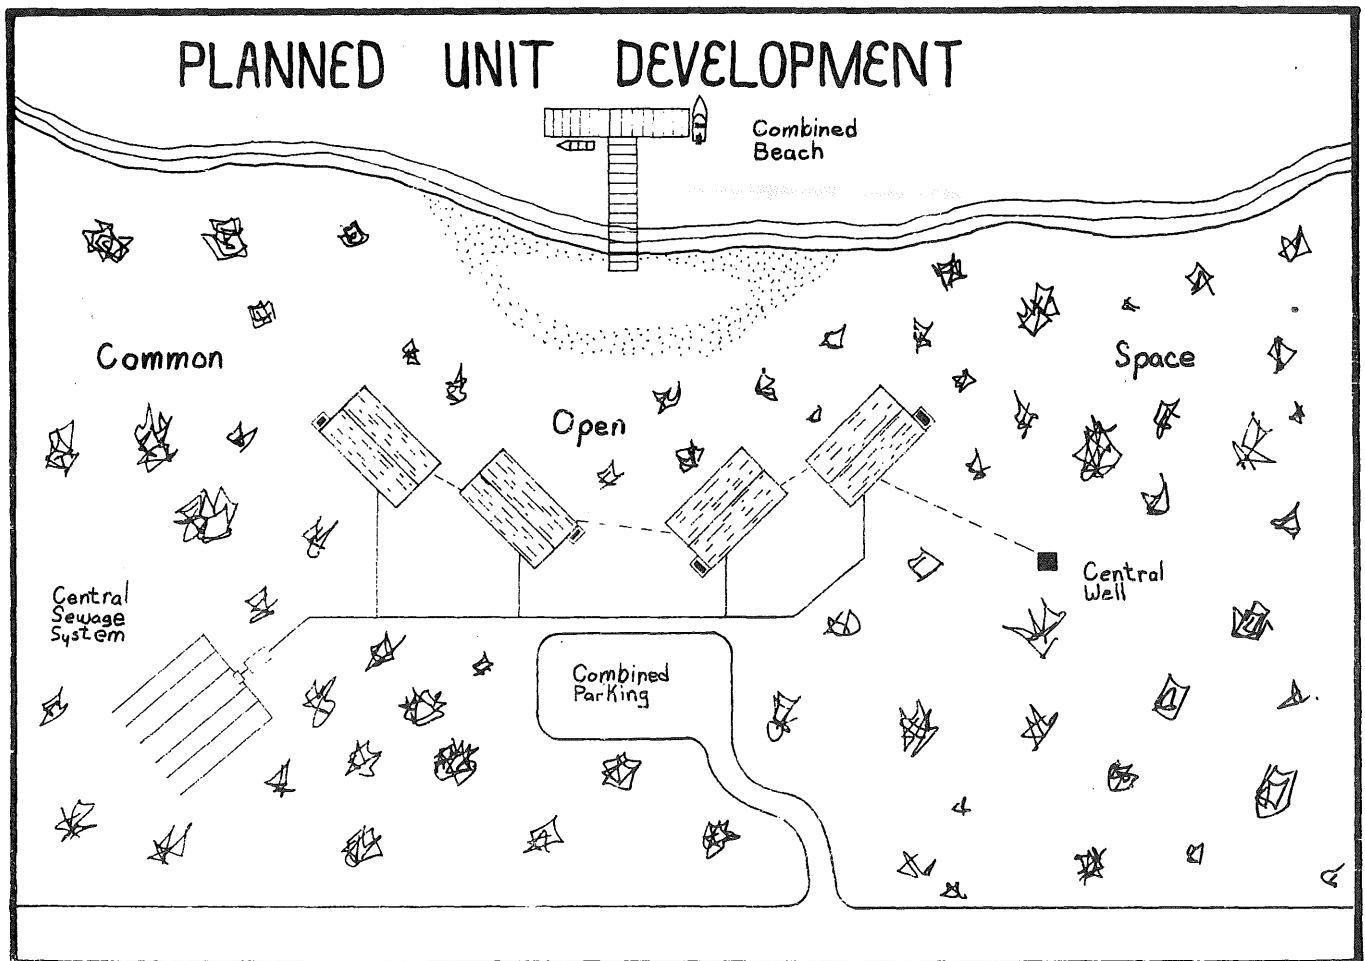 PLANNED UNIT DEVELOPMENT
Combined
Beach
Common
Space
Open
Central
Sewage
System
Central
Well
Combined
Parking